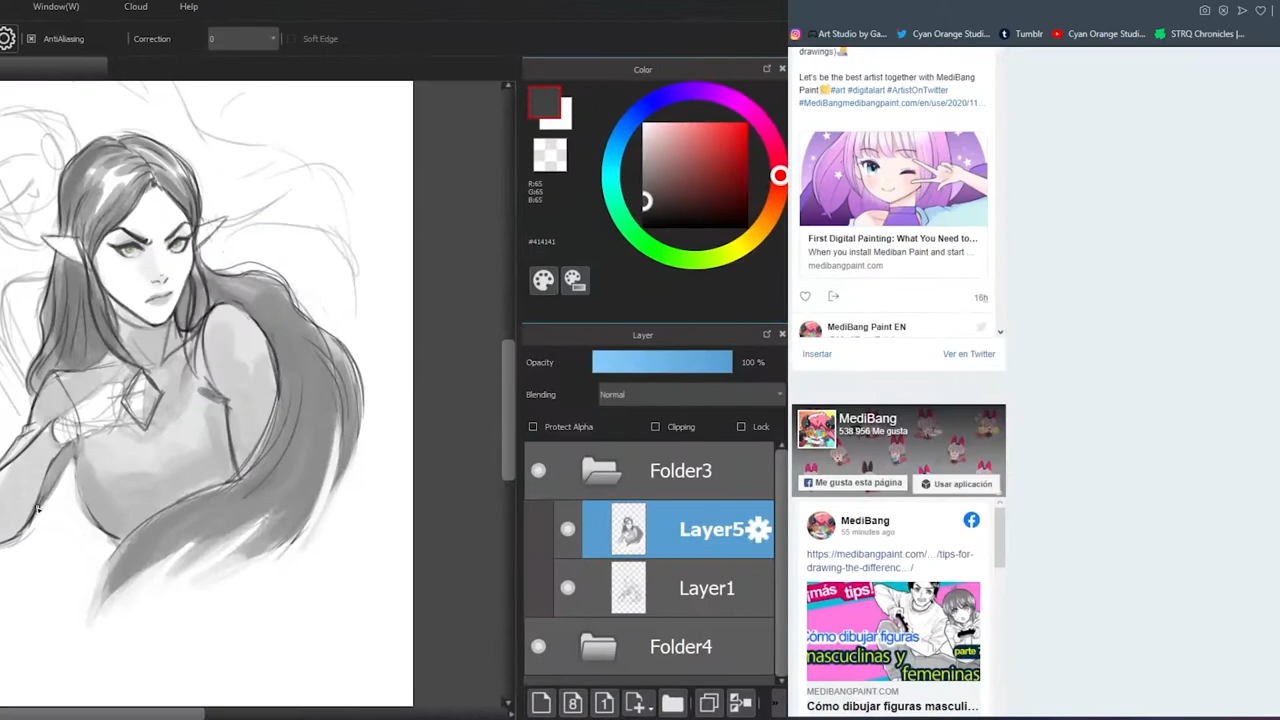 Window(W) Cloud Help
AntiAliasing Correction 0 Soft Edge
Color
R:65
G:65
B:65
#414141
Layer
Opacity 100 %
Blending Normal
Protect Alpha Clipping Lock
Folder3
Layer5
Layer1
Folder4
8
1
Art Studio by Ga... Cyan Orange Studi... Tumblr Cyan Orange Studi... STRQ Chronicles |...
drawings)
Let's be the best artist together with MediBang
Paint #art #digitalart #ArtistOnTwitter
#MediBangmedibangpaint.com/en/use/2020/11...
First Digital Painting: What You Need to...
When you install Mediban Paint and start ...
medibangpaint.com
16h
MediBang Paint EN
Insertar Ver en Twitter
MediBang
538 956 Me gusta
Me gusta esta página Usar aplicación
MediBang
55 minutes ago
https://medibangpaint.com/.../tips-for-
drawing-the-differenc... /
¡más tips!
Cómo dibujar figuras
masculinas y parte
femeninas
MEDIBANGPAINT.COM
Cómo dibujar figuras masculi...